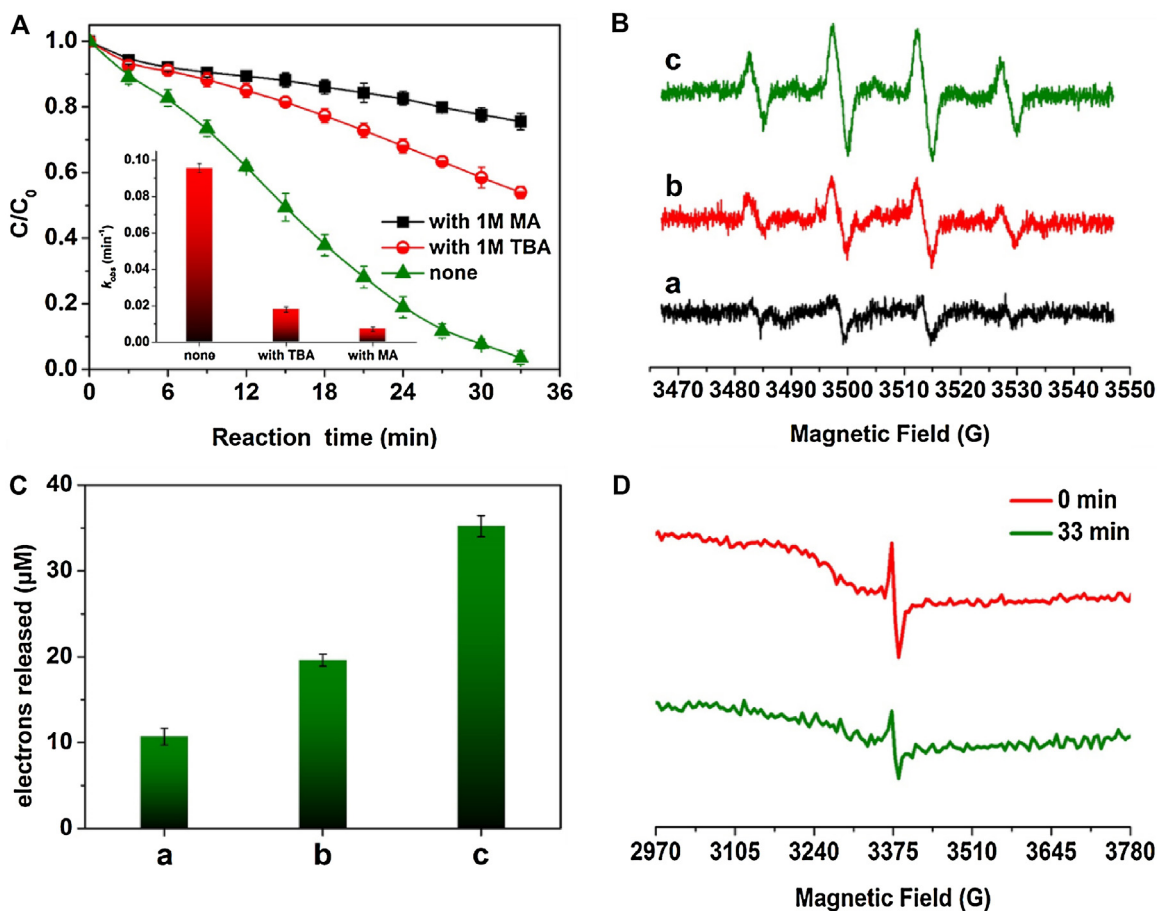 A
C/C0
1.0
0.8
0.6
0.4
0.2
0.0
0 6 12 18 24 30 36
Reaction time (min)
with 1M MA
with 1M TBA
none
kobs (min-1)
0.10
0.08
0.06
0.04
0.02
0.00
none with TBA with MA
B
c
b
a
3470 3480 3490 3500 3510 3520 3530 3540 3550
Magnetic Field (G)
C
electrons released (μM)
40
30
20
10
0
a b c
D
0 min
33 min
2970 3105 3240 3375 3510 3645 3780
Magnetic Field (G)